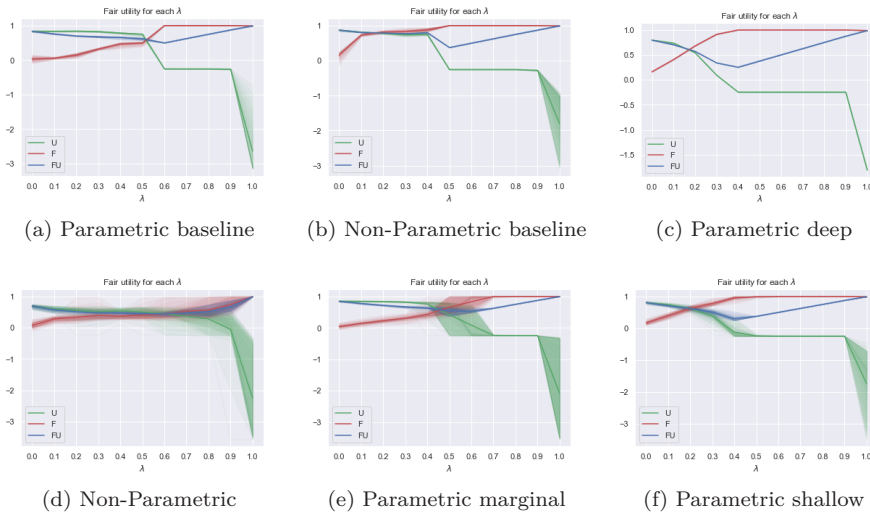 Fair utility for each λ
1
0
−1
−2
−3
U
F
FU
0.0 0.1 0.2 0.3 0.4 0.5 0.6 0.7 0.8 0.9 1.0
λ
(a) Parametric baseline
Fair utility for each λ
1
0
−1
−2
−3
U
F
FU
0.0 0.1 0.2 0.3 0.4 0.5 0.6 0.7 0.8 0.9 1.0
λ
(b) Non-Parametric baseline
Fair utility for each λ
1.0
0.5
0.0
−0.5
−1.0
−1.5
U
F
FU
0.0 0.1 0.2 0.3 0.4 0.5 0.6 0.7 0.8 0.9 1.0
λ
(c) Parametric deep
Fair utility for each λ
1
0
−1
−2
−3
U
F
FU
0.0 0.1 0.2 0.3 0.4 0.5 0.6 0.7 0.8 0.9 1.0
λ
(d) Non-Parametric
Fair utility for each λ
1
0
−1
−2
−3
U
F
FU
0.0 0.1 0.2 0.3 0.4 0.5 0.6 0.7 0.8 0.9 1.0
λ
(e) Parametric marginal
Fair utility for each λ
1
0
−1
−2
−3
U
F
FU
0.0 0.1 0.2 0.3 0.4 0.5 0.6 0.7 0.8 0.9 1.0
λ
(f) Parametric shallow